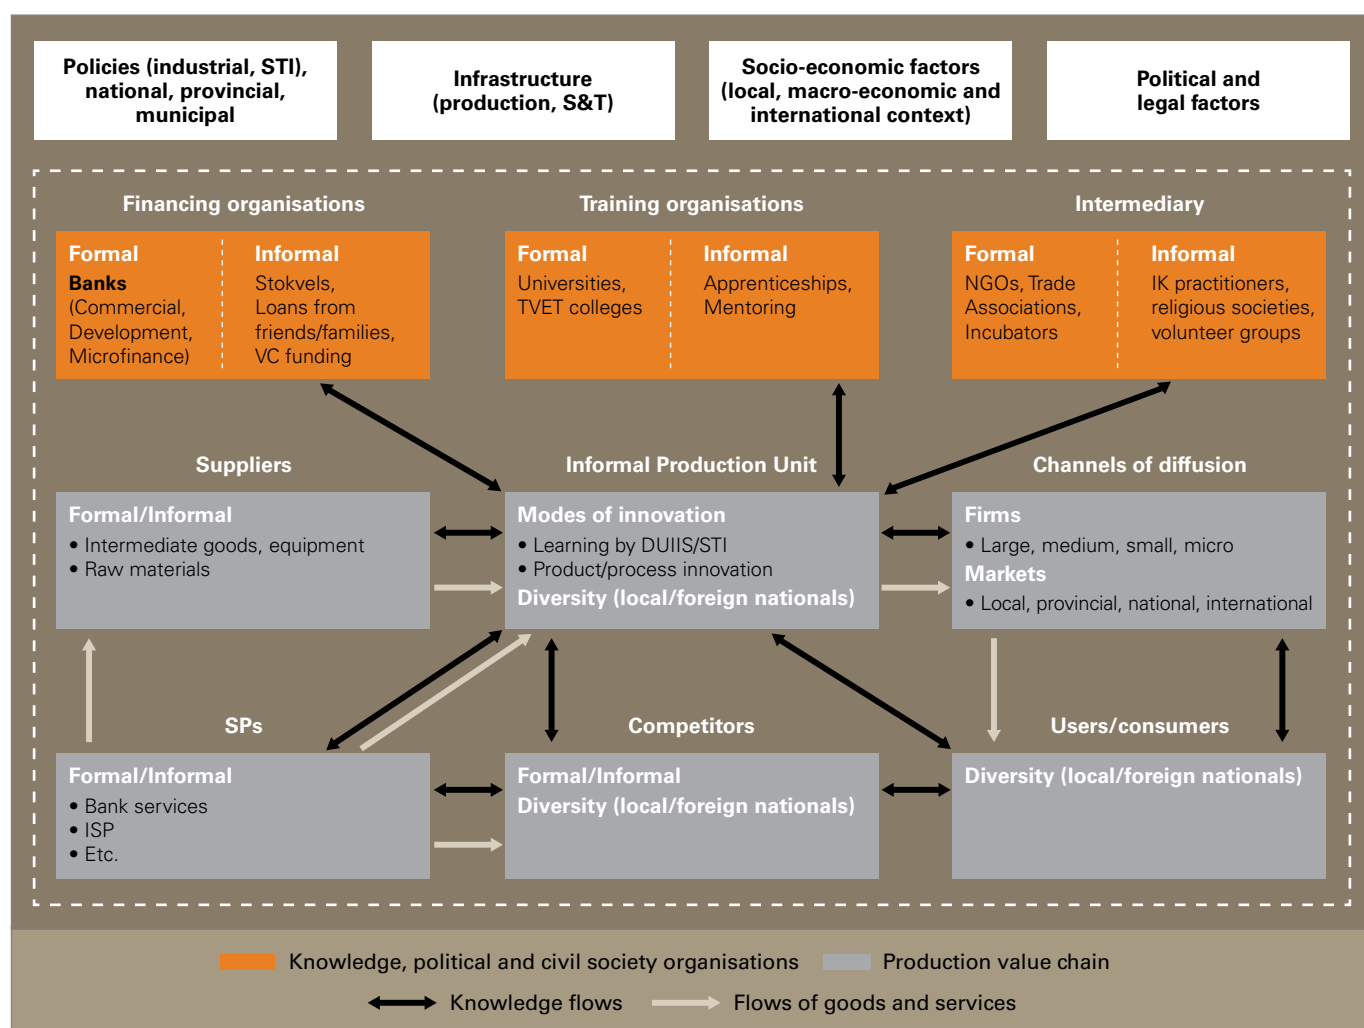 Policies (industrial, STI),
national, provincial,
municipal
Infrastructure
(production, S&T)
Socio-economic factors
(local, macro-economic and
international context)
Political and
legal factors
Financing organisations
Formal
Banks
(Commercial,
Development,
Microfinance)
Informal
Stokvels,
Loans from
friends/families,
VC funding
Training organisations
Formal
Universities,
TVET colleges
Informal
Apprenticeships,
Mentoring
Intermediary
Formal
NGOs, Trade
Associations,
Incubators
Informal
IK practitioners,
religious societies,
volunteer groups
Suppliers
Formal/Informal
• Intermediate goods, equipment
• Raw materials
Informal Production Unit
Modes of innovation
• Learning by DUIIS/STI
• Product/process innovation
Diversity (local/foreign nationals)
Channels of diffusion
Firms
• Large, medium, small, micro
Markets
• Local, provincial, national, international
SPs
Formal/Informal
• Bank services
• ISP
• Etc.
Competitors
Formal/Informal
Diversity (local/foreign nationals)
Users/consumers
Diversity (local/foreign nationals)
Knowledge, political and civil society organisations
Production value chain
Knowledge flows
Flows of goods and services